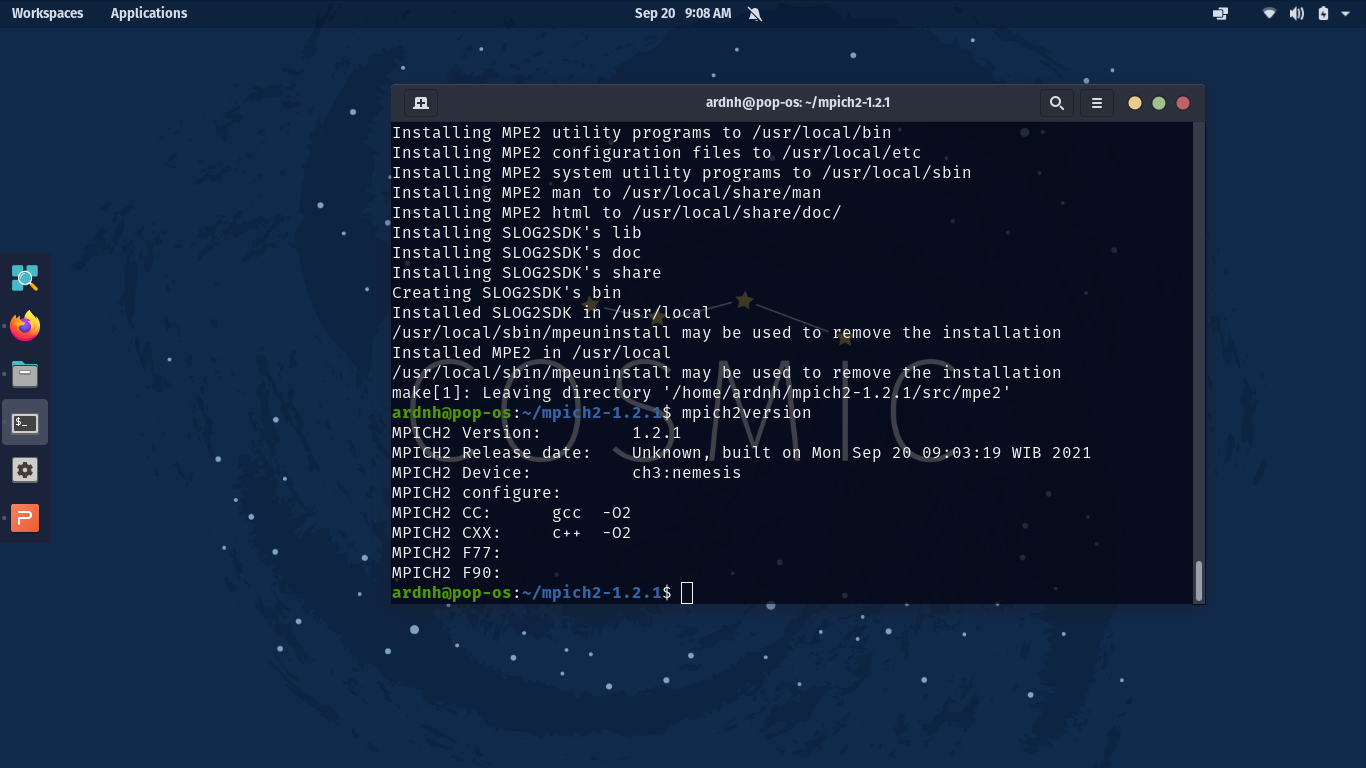 Workspaces Applications Sep 20 9:08 AM
ardnh@pop-os: ~/mpich2-1.2.1
Installing MPE2 utility programs to /usr/local/bin
Installing MPE2 configuration files to /usr/local/etc
Installing MPE2 system utility programs to /usr/local/sbin
Installing MPE2 man to /usr/local/share/man
Installing MPE2 html to /usr/local/share/doc/
Installing SLOG2SDK's lib
Installing SLOG2SDK's doc
Installing SLOG2SDK's share
Creating SLOG2SDK's bin
Installed SLOG2SDK in /usr/local
/usr/local/sbin/mpeuninstall may be used to remove the installation
Installed MPE2 in /usr/local
/usr/local/sbin/mpeuninstall may be used to remove the installation
make[1]: Leaving directory '/home/ardnh/mpich2-1.2.1/src/mpe2'
ardnh@pop-os:~/mpich2-1.2.1$ mpich2version
MPICH2 Version: 1.2.1
MPICH2 Release date: Unknown, built on Mon Sep 20 09:03:19 WIB 2021
MPICH2 Device: ch3:nemesis
MPICH2 configure:
MPICH2 CC: gcc -O2
MPICH2 CXX: c++ -O2
MPICH2 F77:
MPICH2 F90:
ardnh@pop-os:~/mpich2-1.2.1$
COSMIC